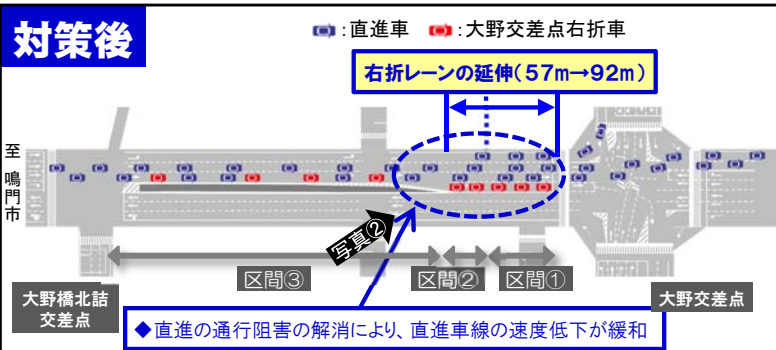 対策後
：直進車 ：大野交差点右折車
右折レーンの延伸（57m→92m）
至 鳴門市
写真②
区間③ 区間② 区間①
大野橋北詰
交差点
大野交差点
◆直進の通行阻害の解消により、直進車線の速度低下が緩和